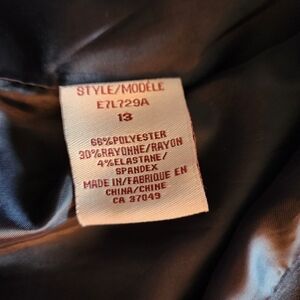 STYLE/MODÈLE
E7L729A
13
66%POLYESTER
30%RAYONNE/RAYON
4%ELASTANE/
SPANDEX
MADE IN/FABRIQUE EN
CHINA/CHINE
CA 37049